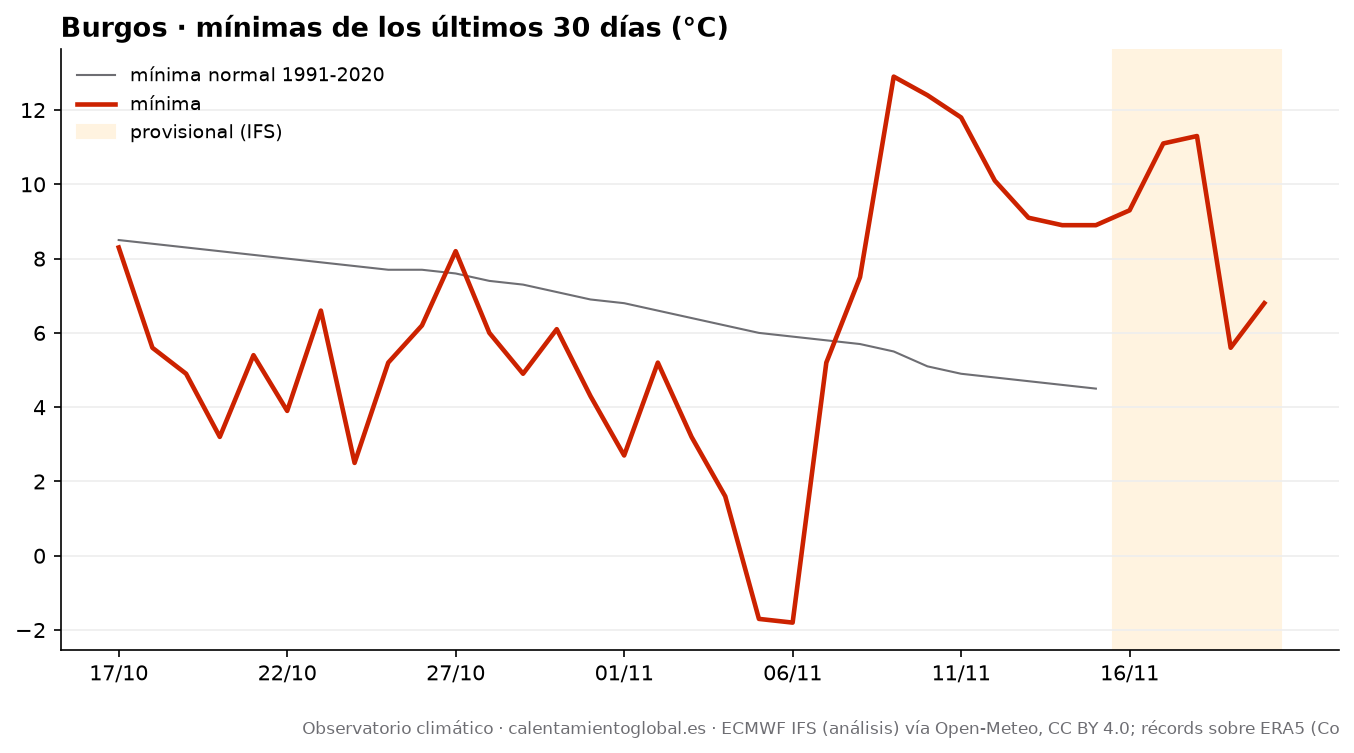 Burgos · mínimas de los últimos 30 días (°C)
mínima normal 1991-2020
mínima
provisional (IFS)
12
10
8
6
4
2
0
−2
17/10 22/10 27/10 01/11 06/11 11/11 16/11
Observatorio climático · calentamientoglobal.es · ECMWF IFS (análisis) vía Open-Meteo, CC BY 4.0; récords sobre ERA5 (Co